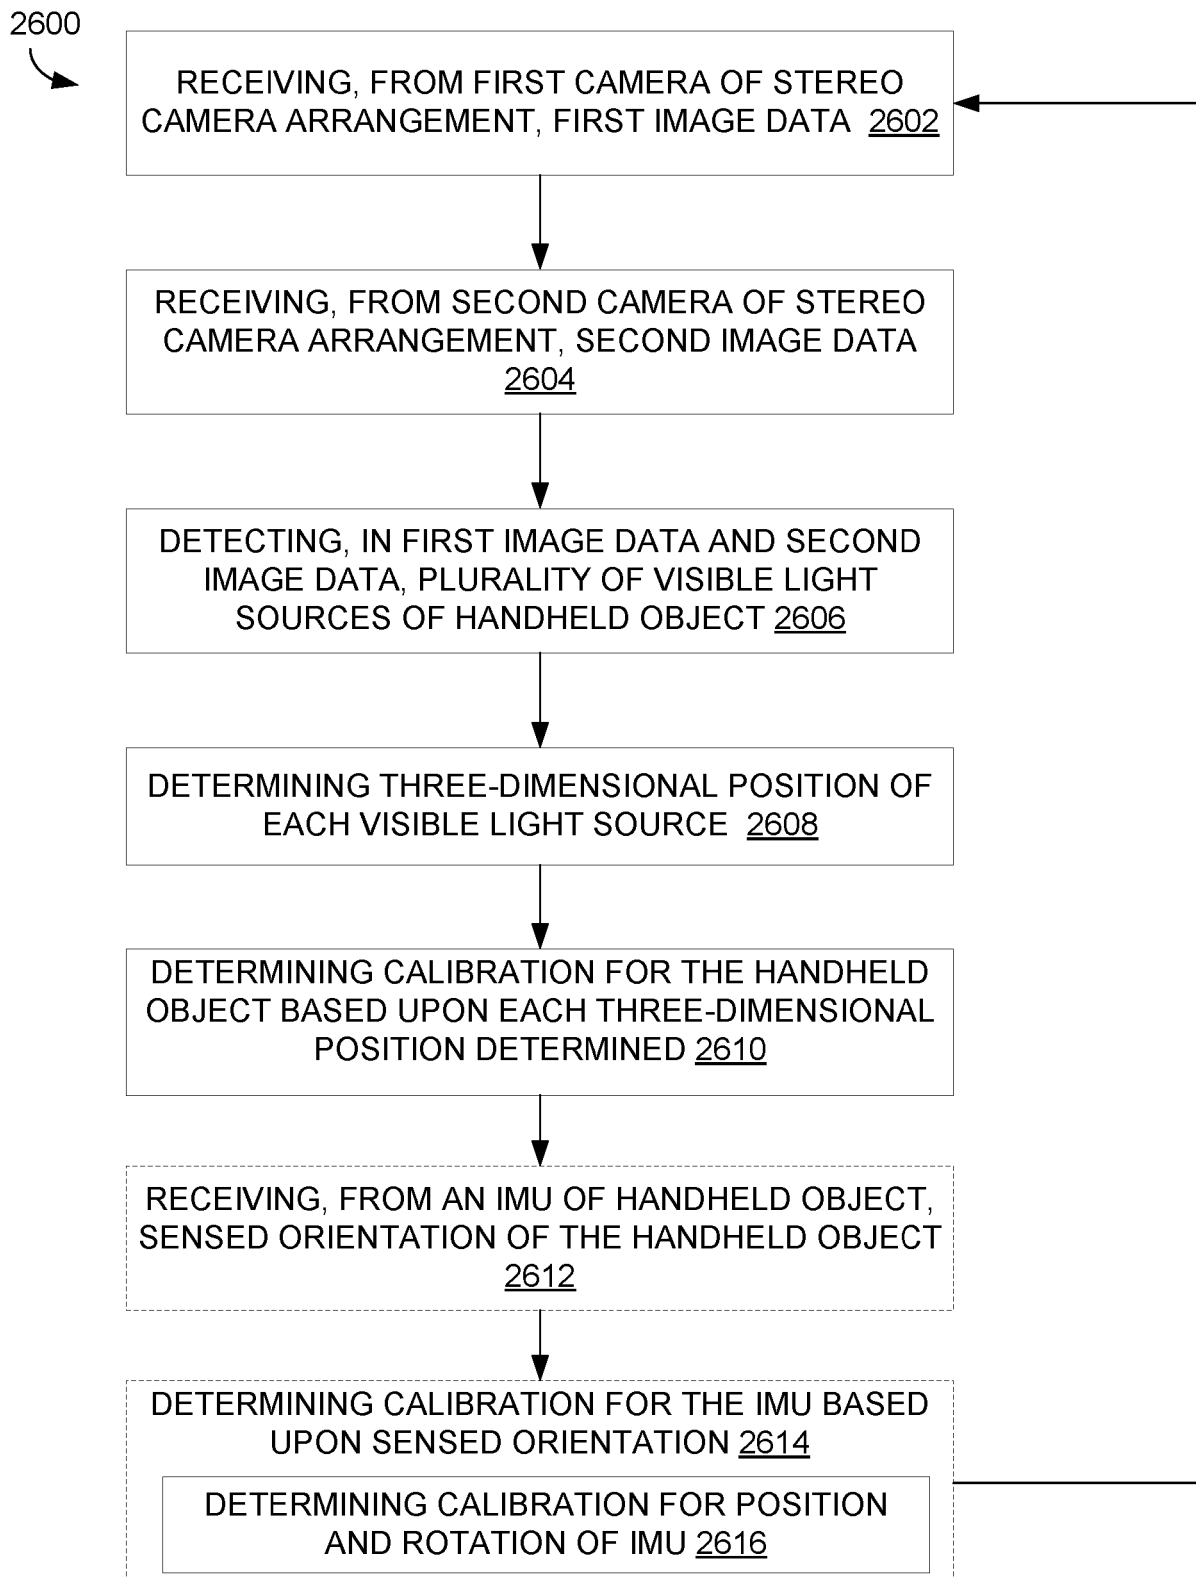 2600
RECEIVING, FROM FIRST CAMERA OF STEREO
CAMERA ARRANGEMENT, FIRST IMAGE DATA 2602
RECEIVING, FROM SECOND CAMERA OF STEREO
CAMERA ARRANGEMENT, SECOND IMAGE DATA
2604
DETECTING, IN FIRST IMAGE DATA AND SECOND
IMAGE DATA, PLURALITY OF VISIBLE LIGHT
SOURCES OF HANDHELD OBJECT 2606
DETERMINING THREE-DIMENSIONAL POSITION OF
EACH VISIBLE LIGHT SOURCE 2608
DETERMINING CALIBRATION FOR THE HANDHELD
OBJECT BASED UPON EACH THREE-DIMENSIONAL
POSITION DETERMINED 2610
RECEIVING, FROM AN IMU OF HANDHELD OBJECT,
SENSED ORIENTATION OF THE HANDHELD OBJECT
2612
DETERMINING CALIBRATION FOR THE IMU BASED
UPON SENSED ORIENTATION 2614
DETERMINING CALIBRATION FOR POSITION
AND ROTATION OF IMU 2616